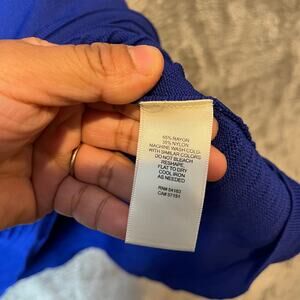 65% RAYON
35% NYLON
MACHINE WASH COLD
WITH SIMILAR COLORS
DO NOT BLEACH
RESHAPE
FLAT TO DRY
COOL IRON
AS NEEDED
RN# 54163
CA# 57151